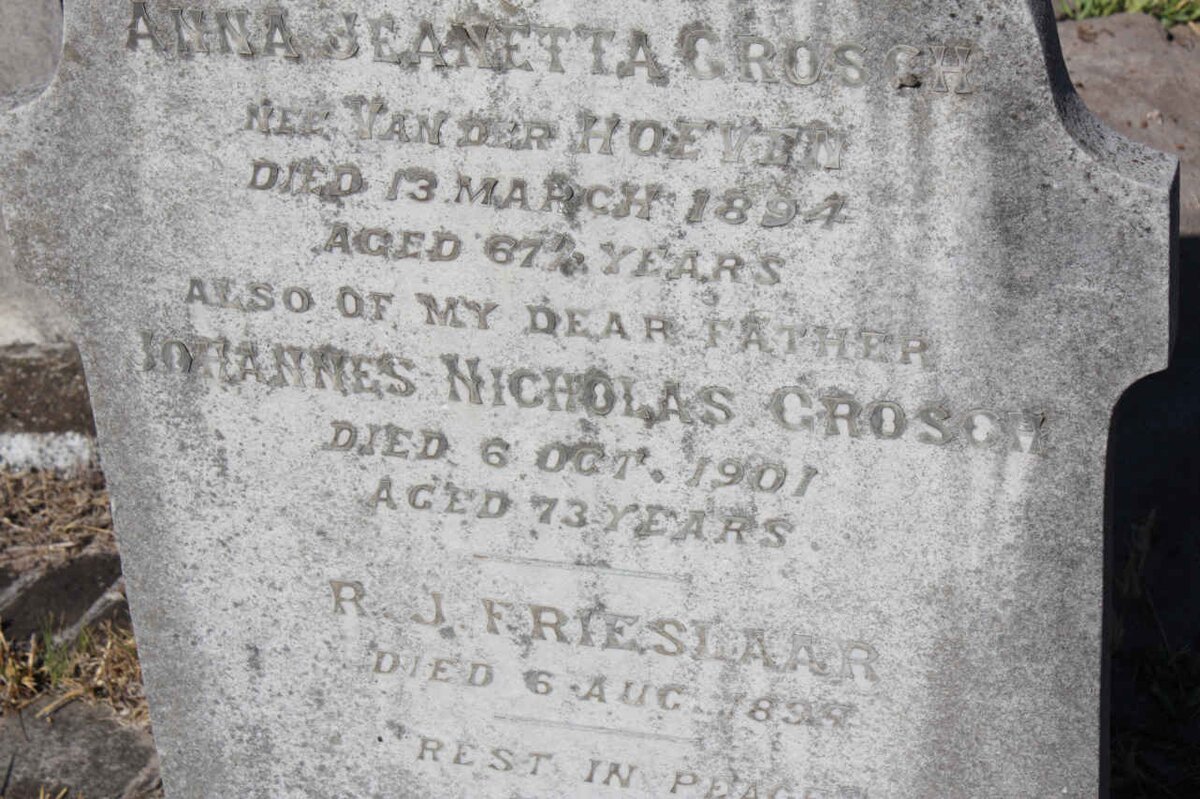 ANNA JEANETTA GROSCH
NEE VAN DER HOEVEN
DIED 13 MARCH 1894
AGED 67½ YEARS
ALSO OF MY DEAR FATHER
JOHANNES NICHOLAS GROSCH
DIED 6 OCT. 1901
AGED 73 YEARS
R. J. FRIESLAAR
DIED 6 AUG.
REST IN PEACE